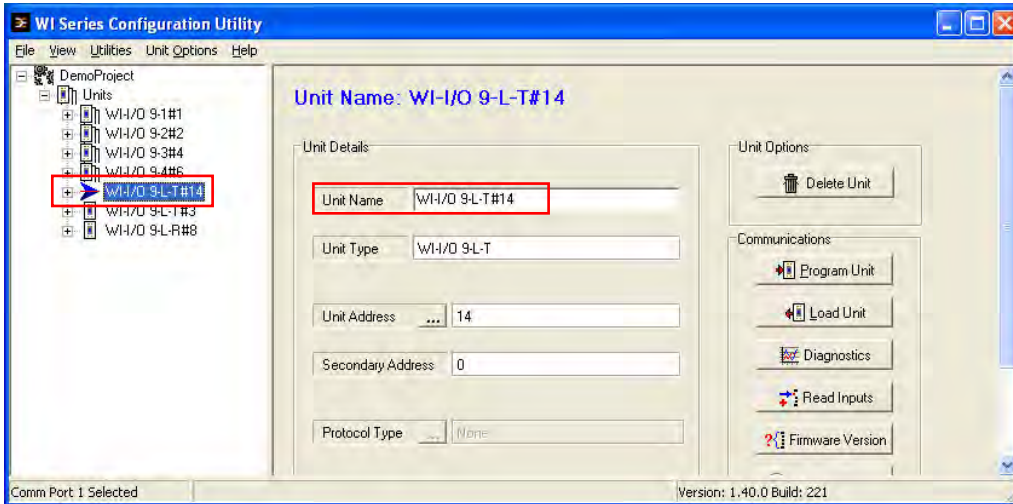 WI Series Configuration Utility
File View Utilities Unit Options Help
DemoProject
Units
WI-I/O 9-1#1
WI-I/O 9-2#2
WI-I/O 9-3#4
WI-I/O 9-4#6
WI-I/O 9-L-T#14
WI-I/O 9-L-T#3
WI-I/O 9-L-R#8
Unit Name: WI-I/O 9-L-T#14
Unit Details
Unit Name WI-I/O 9-L-T#14
Unit Type WI-I/O 9-L-T
Unit Address ... 14
Secondary Address 0
Protocol Type ... None
Unit Options
Delete Unit
Communications
Program Unit
Load Unit
Diagnostics
Read Inputs
Firmware Version
Comm Port 1 Selected
Version: 1.40.0 Build: 221